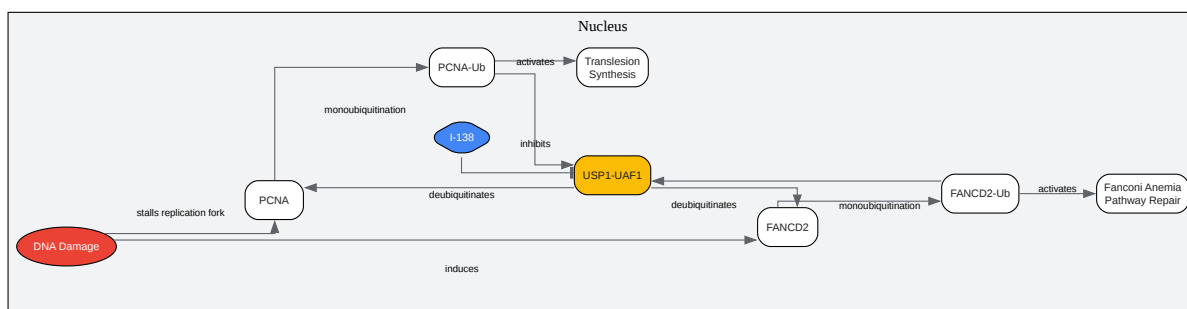 Nucleus
PCNA-Ub
activates
Translesion
Synthesis
monoubiquitination
I-138
inhibits
USP1-UAF1
PCNA
deubiquitinates
deubiquitinates
stalls replication fork
DNA Damage
FANCD2
monoubiquitination
FANCD2-Ub
activates
Fanconi Anemia
Pathway Repair
induces